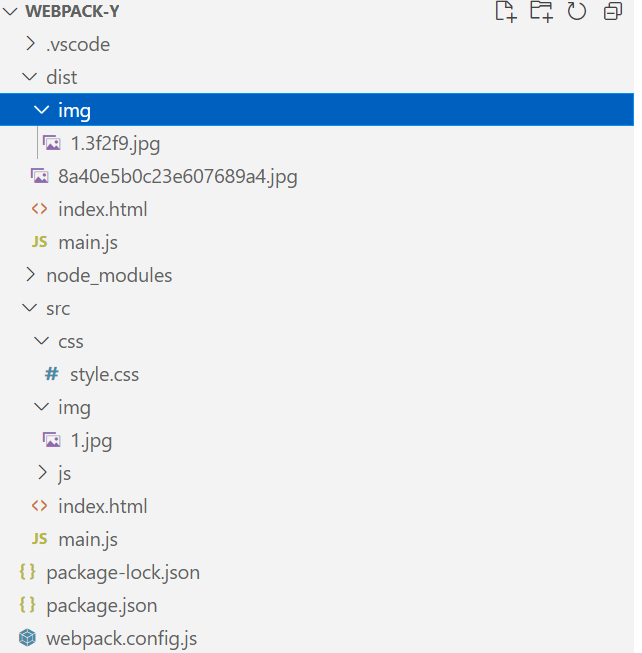 WEBPACK-Y
.vscode
dist
img
1.3f2f9.jpg
8a40e5b0c23e607689a4.jpg
<> index.html
JS main.js
node_modules
src
css
# style.css
img
1.jpg
js
<> index.html
JS main.js
{} package-lock.json
{} package.json
webpack.config.js